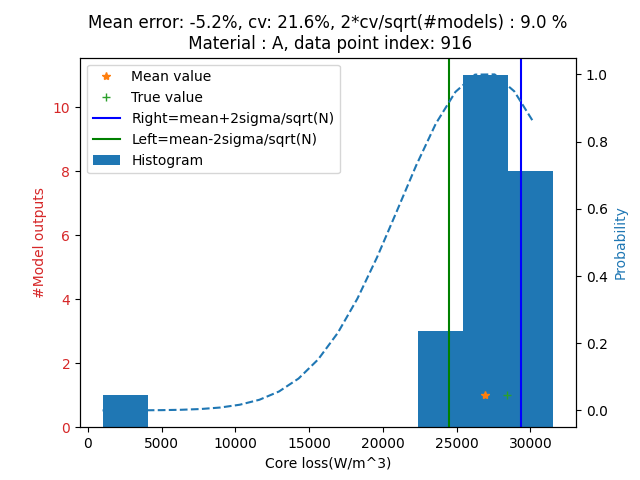 Mean error: -5.2%, cv: 21.6%, 2*cv/sqrt(#models) : 9.0 %
Material : A, data point index: 916
Mean value
True value
Right=mean+2sigma/sqrt(N)
Left=mean-2sigma/sqrt(N)
Histogram
#Model outputs
0
2
4
6
8
10
Probability
0.0
0.2
0.4
0.6
0.8
1.0
0
5000
10000
15000
20000
25000
30000
Core loss(W/m^3)